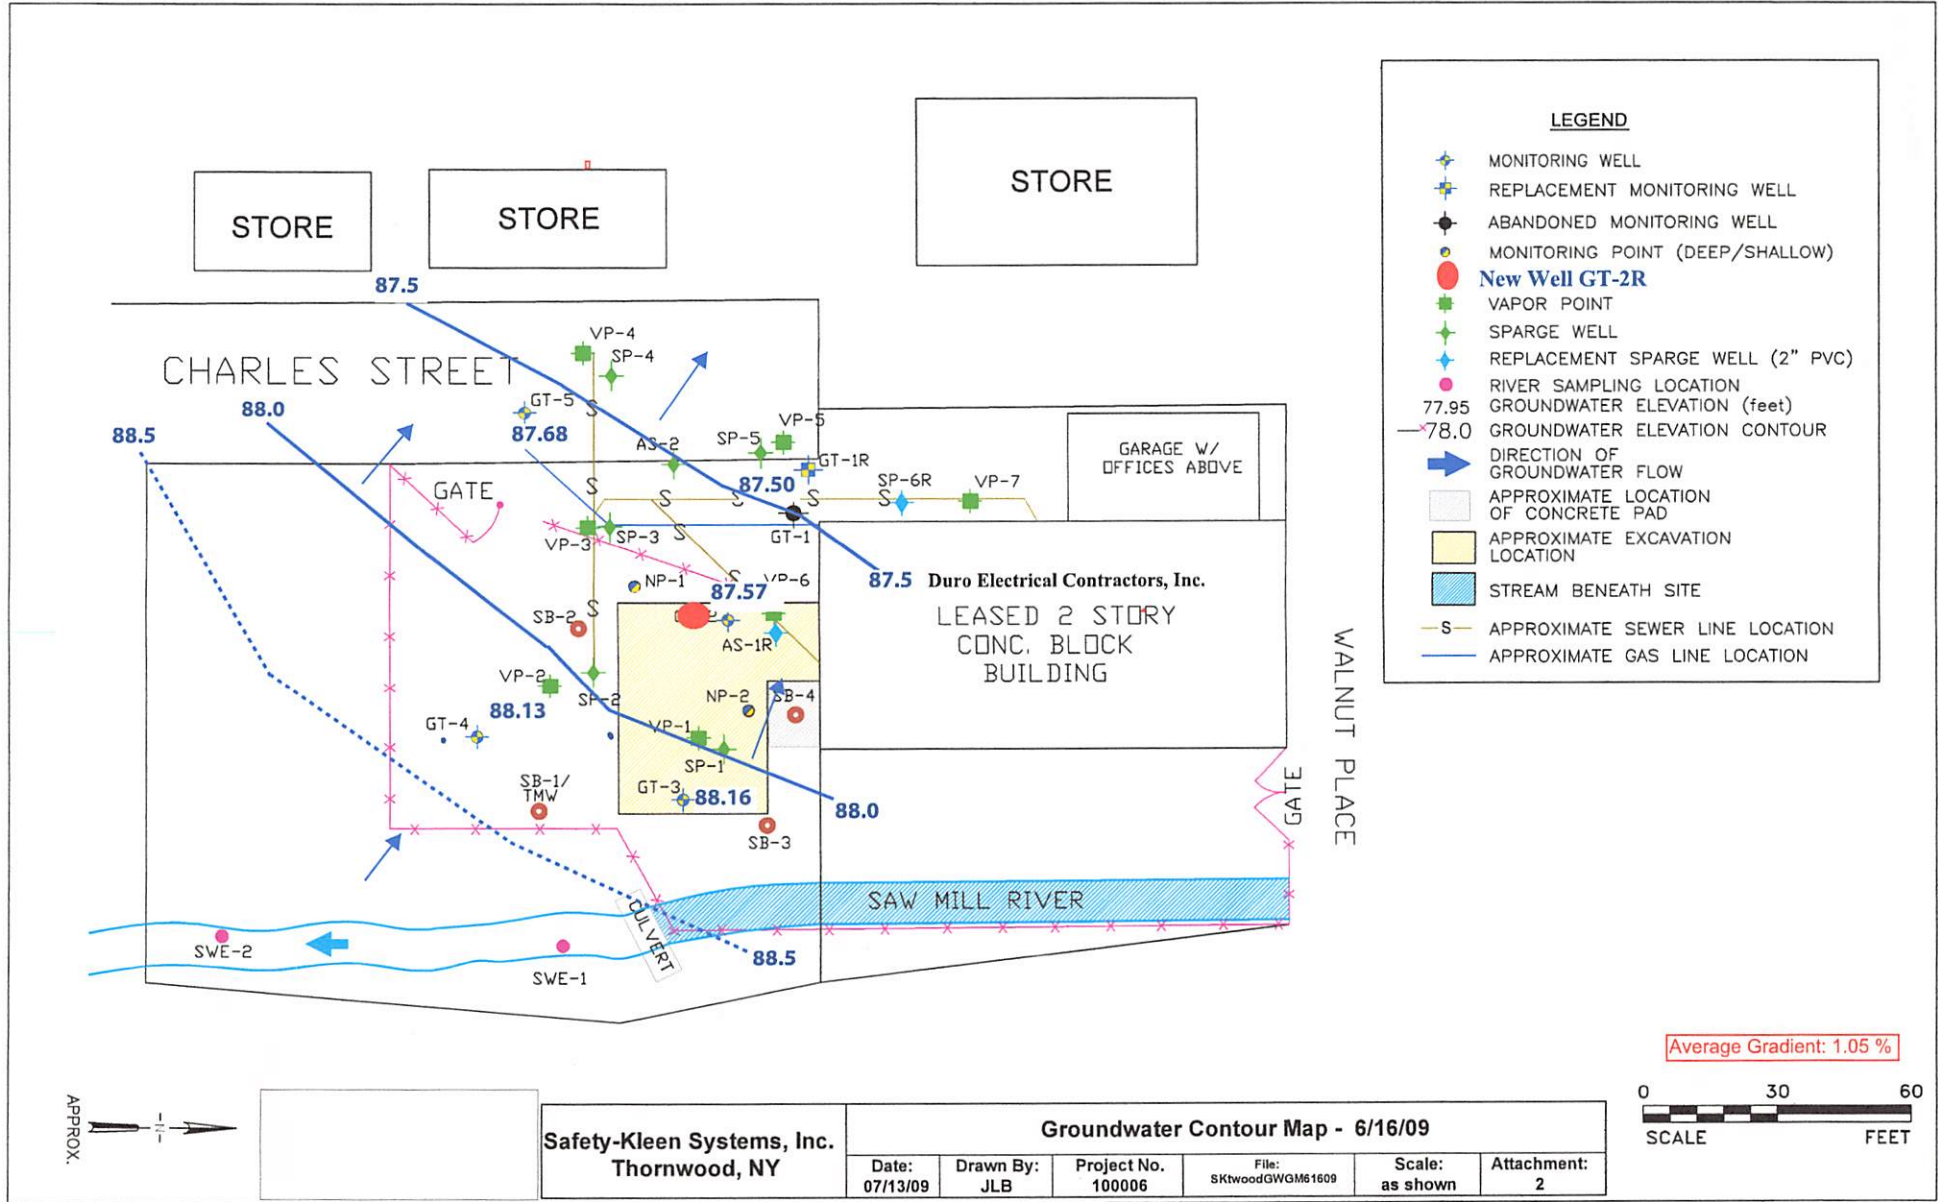 LEGEND
MONITORING WELL
REPLACEMENT MONITORING WELL
ABANDONED MONITORING WELL
MONITORING POINT (DEEP/SHALLOW)
New Well GT-2R
VAPOR POINT
SPARGE WELL
REPLACEMENT SPARGE WELL (2" PVC)
RIVER SAMPLING LOCATION
77.95 GROUNDWATER ELEVATION (feet)
78.0 GROUNDWATER ELEVATION CONTOUR
DIRECTION OF
GROUNDWATER FLOW
APPROXIMATE LOCATION
OF CONCRETE PAD
APPROXIMATE EXCAVATION
LOCATION
STREAM BENEATH SITE
S APPROXIMATE SEWER LINE LOCATION
APPROXIMATE GAS LINE LOCATION
STORE
STORE
STORE
87.5
CHARLES STREET
VP-4
SP-4
88.0
GT-5
S
88.5
87.68
AS-2
SP-5
VP-5
GT-1R
GARAGE W/
OFFICES ABOVE
GATE
87.50
SP-6R
VP-7
S
S
S
S
S
VP-3
SP-3
S
GT-1
NP-1
S
VP-6
87.57
87.5
Duro Electrical Contractors, Inc.
LEASED 2 STORY
CONC. BLOCK
BUILDING
SB-2
S
AS-1R
VP-2
SP-2
NP-2
SB-4
88.13
GT-4
VP-1
SP-1
SB-1/
TMW
GT-3
88.16
88.0
SB-3
GATE
WALNUT PLACE
SAW MILL RIVER
CULVERT
SWE-2
SWE-1
88.5
Average Gradient: 1.05 %
0 30 60
SCALE FEET
APPROX.
N
Safety-Kleen Systems, Inc.
Thornwood, NY
Groundwater Contour Map - 6/16/09
Date:
07/13/09
Drawn By:
JLB
Project No.
100006
File:
SKtwoodGWGM61609
Scale:
as shown
Attachment:
2